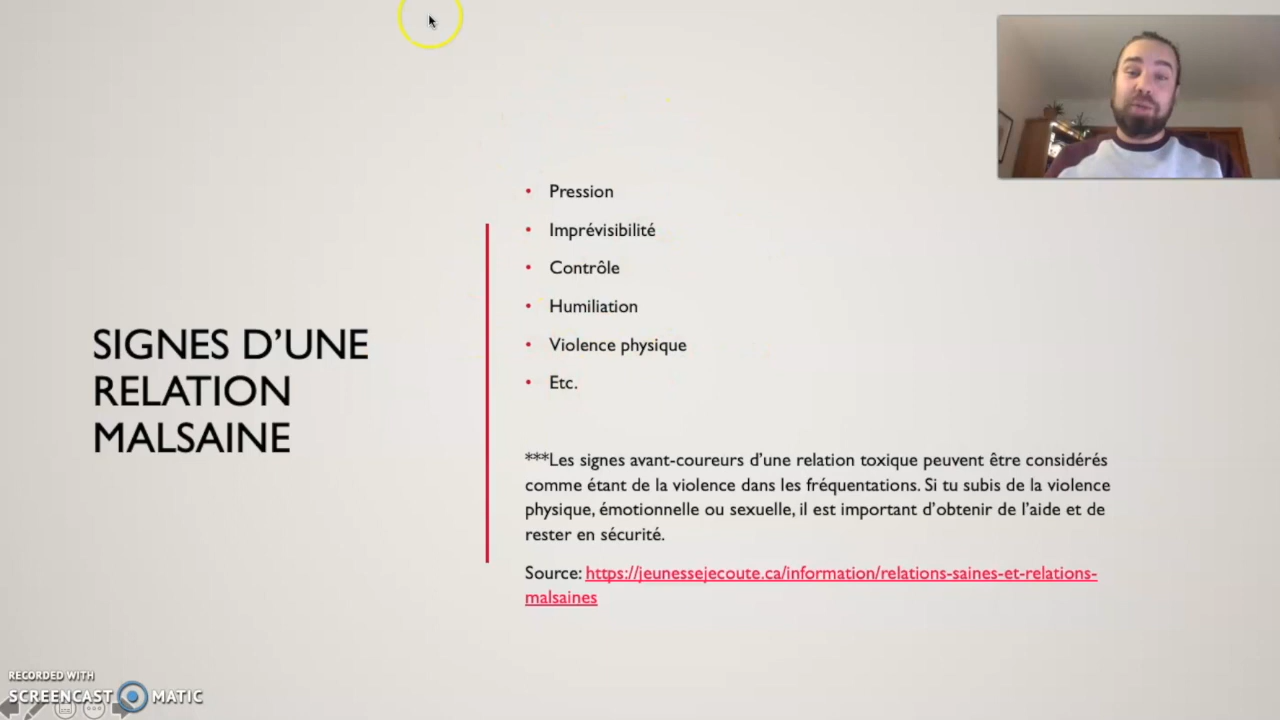 SIGNES D'UNE
RELATION
MALSAINE
• Pression
• Imprévisibilité
• Contrôle
• Humiliation
• Violence physique
• Etc.
***Les signes avant-coureurs d'une relation toxique peuvent être considérés
comme étant de la violence dans les fréquentations. Si tu subis de la violence
physique, émotionnelle ou sexuelle, il est important d'obtenir de l'aide et de
rester en sécurité.
Source: https://jeunessejecoute.ca/information/relations-saines-et-relations-
malsaines
RECORDED WITH
SCREENCAST MATIC